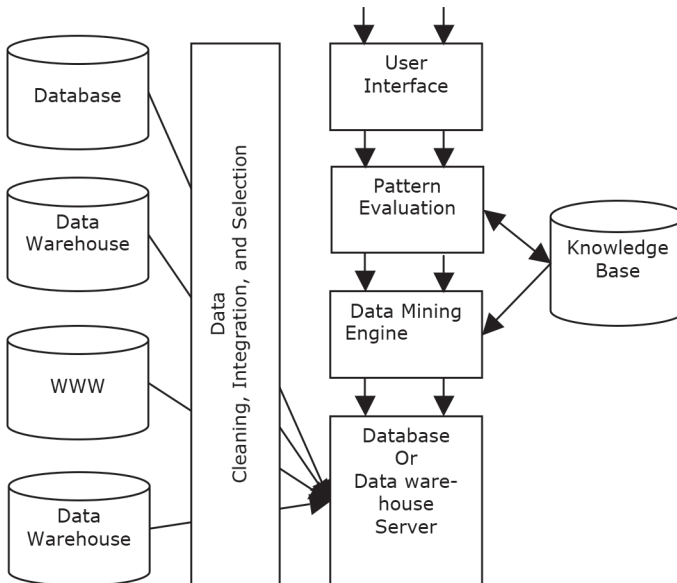 Database
Data
Warehouse
WWW
Data
Warehouse
Data
Cleaning, Integration, and Selection
User
Interface
Pattern
Evaluation
Data Mining
Engine
Database
Or
Data ware-
house
Server
Knowledge
Base